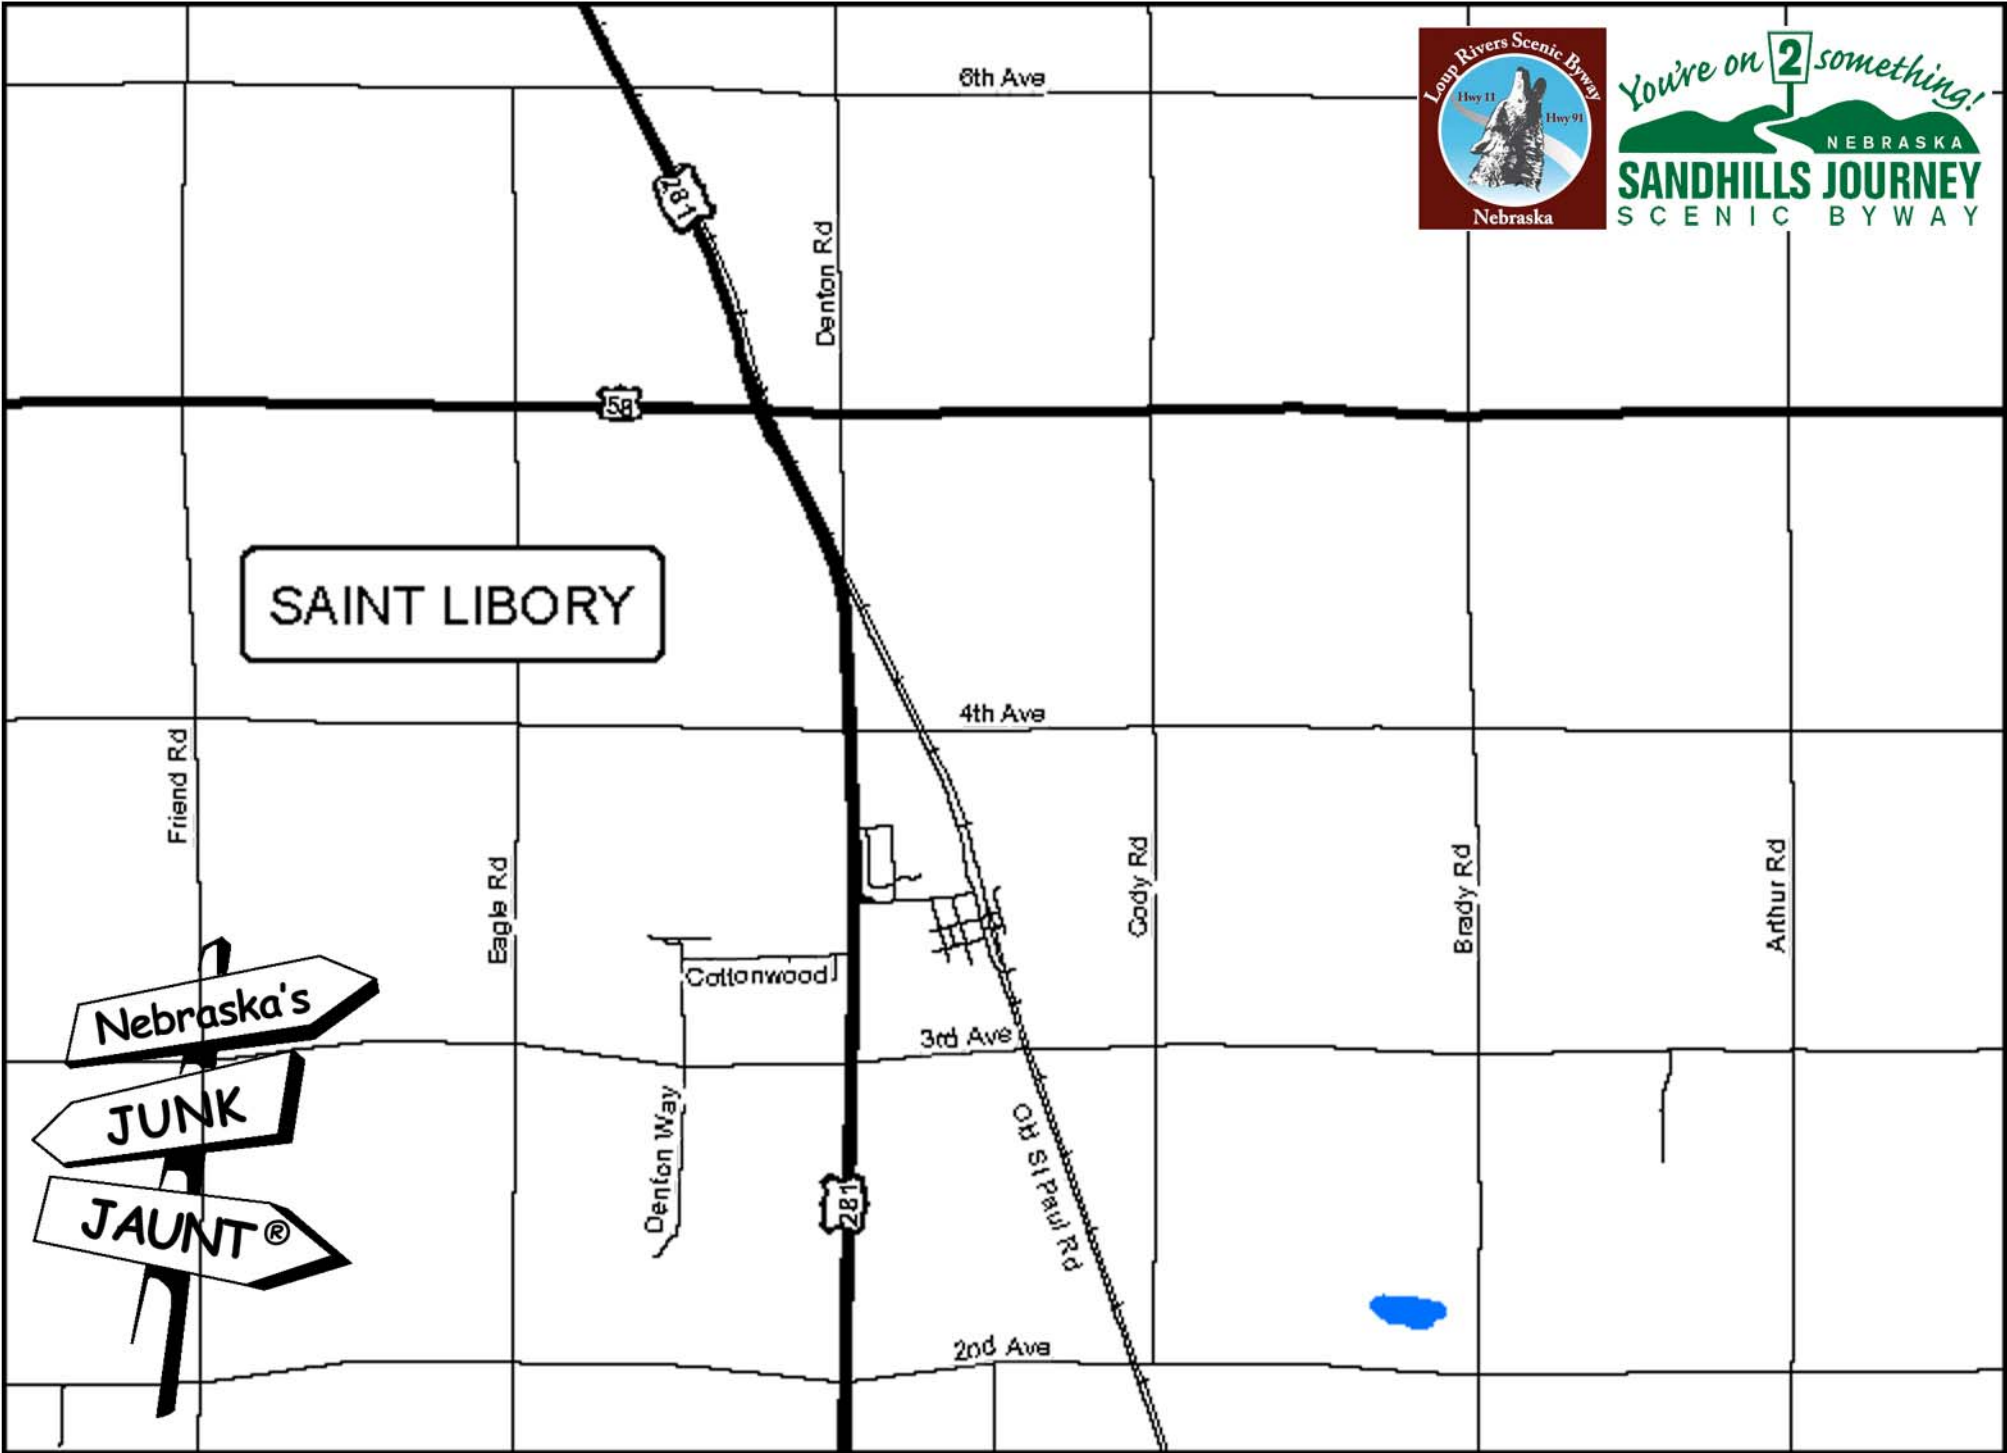 6th Ave
Loup Rivers Scenic Byway
Hwy 11
Hwy 91
Nebraska
You're on 2 something!
NEBRASKA
SANDHILLS JOURNEY
SCENIC BYWAY
281
Denton Rd
58
SAINT LIBORY
4th Ave
Friend Rd
Eagle Rd
Cody Rd
Brady Rd
Arthur Rd
Cottonwood
Nebraska's
JUNK
JAUNT®
3rd Ave
Denton Way
Old St Paul Rd
281
2nd Ave